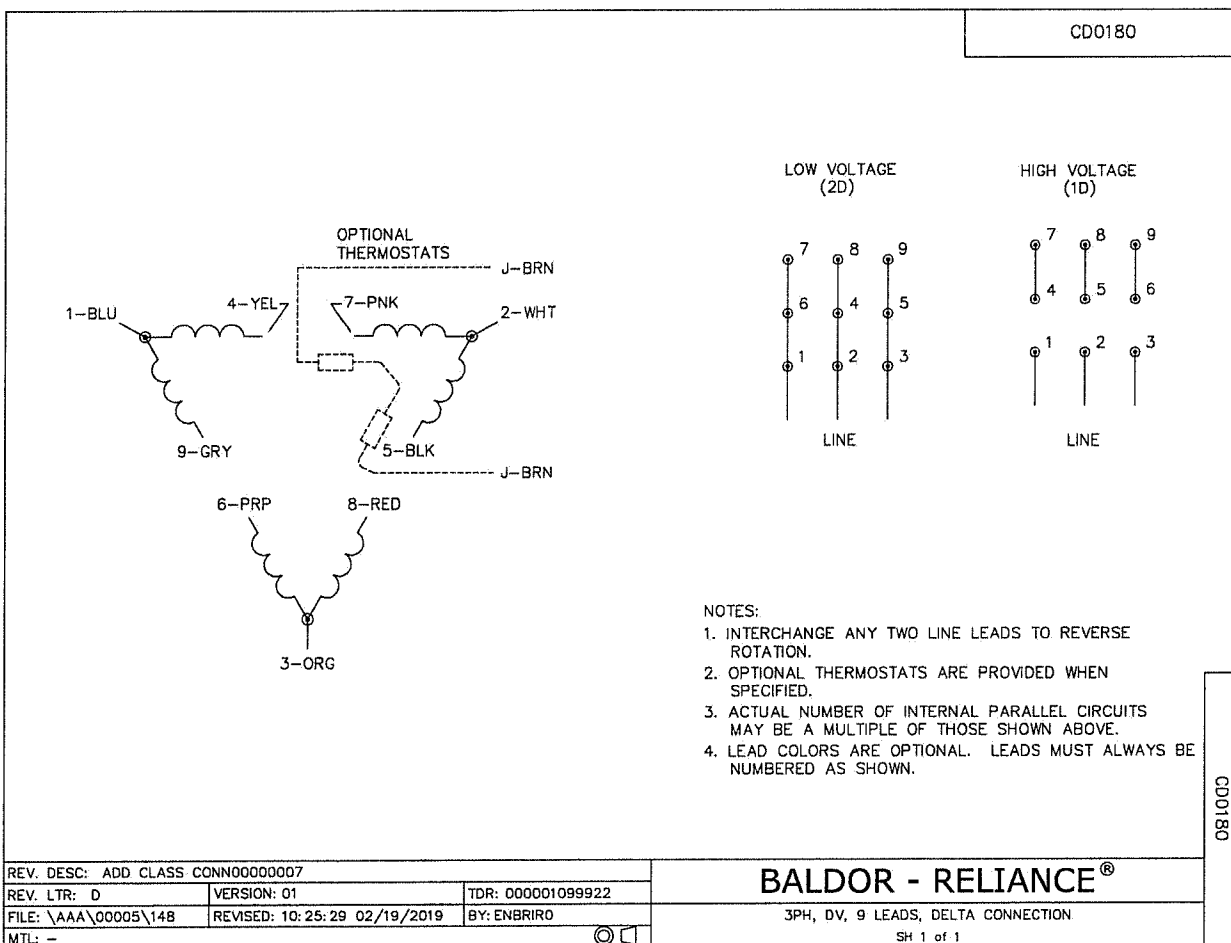 CD0180
OPTIONAL
THERMOSTATS
J-BRN
1-BLU
4-YEL
7-PNK
2-WHT
9-GRY
5-BLK
J-BRN
6-PRP
8-RED
3-ORG
LOW VOLTAGE
(2D)
7 8 9
6 4 5
1 2 3
LINE
HIGH VOLTAGE
(1D)
7 8 9
4 5 6
1 2 3
LINE
NOTES:
1. INTERCHANGE ANY TWO LINE LEADS TO REVERSE
ROTATION.
2. OPTIONAL THERMOSTATS ARE PROVIDED WHEN
SPECIFIED.
3. ACTUAL NUMBER OF INTERNAL PARALLEL CIRCUITS
MAY BE A MULTIPLE OF THOSE SHOWN ABOVE.
4. LEAD COLORS ARE OPTIONAL. LEADS MUST ALWAYS BE
NUMBERED AS SHOWN.
CD0180
REV. DESC: ADD CLASS CONN00000007
REV. LTR: D VERSION: 01 TDR: 000001099922
FILE: \AAA\00005\148 REVISED: 10:25:29 02/19/2019 BY: ENBRIRO
MTL: -
BALDOR - RELIANCE®
3PH, DV, 9 LEADS, DELTA CONNECTION
SH 1 of 1